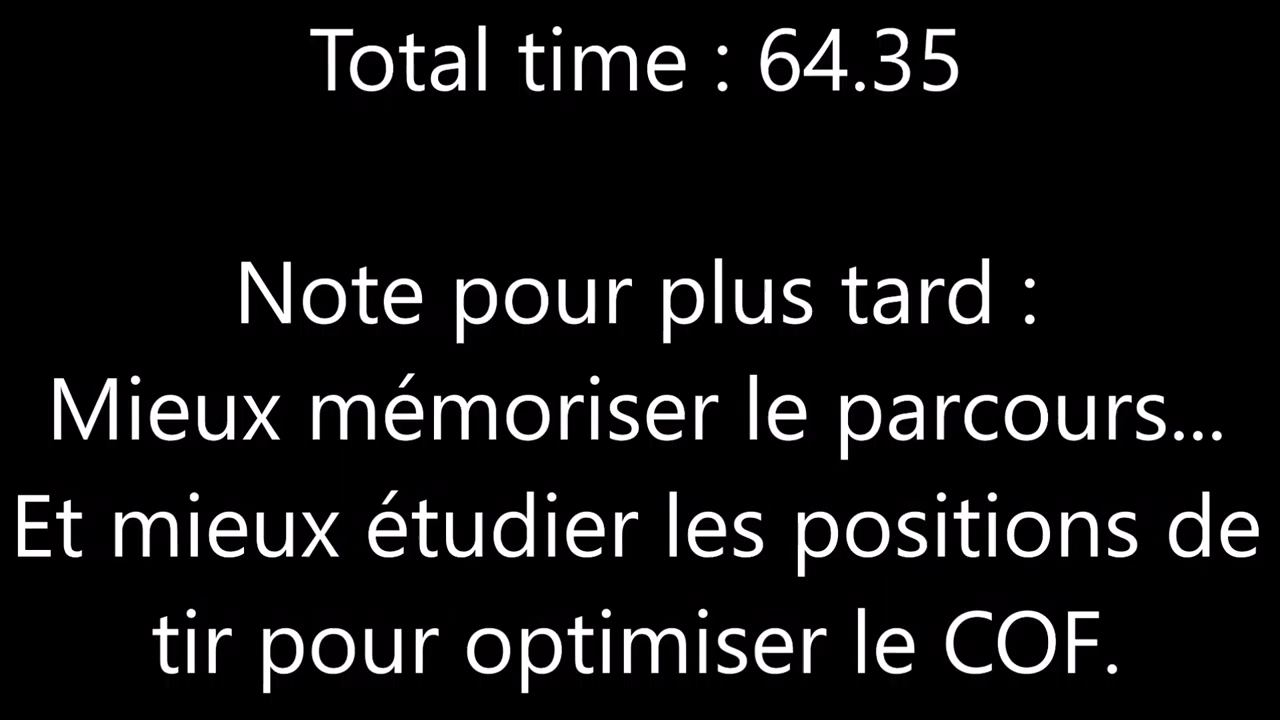 Total time : 64.35
Note pour plus tard :
Mieux mémoriser le parcours...
Et mieux étudier les positions de
tir pour optimiser le COF.